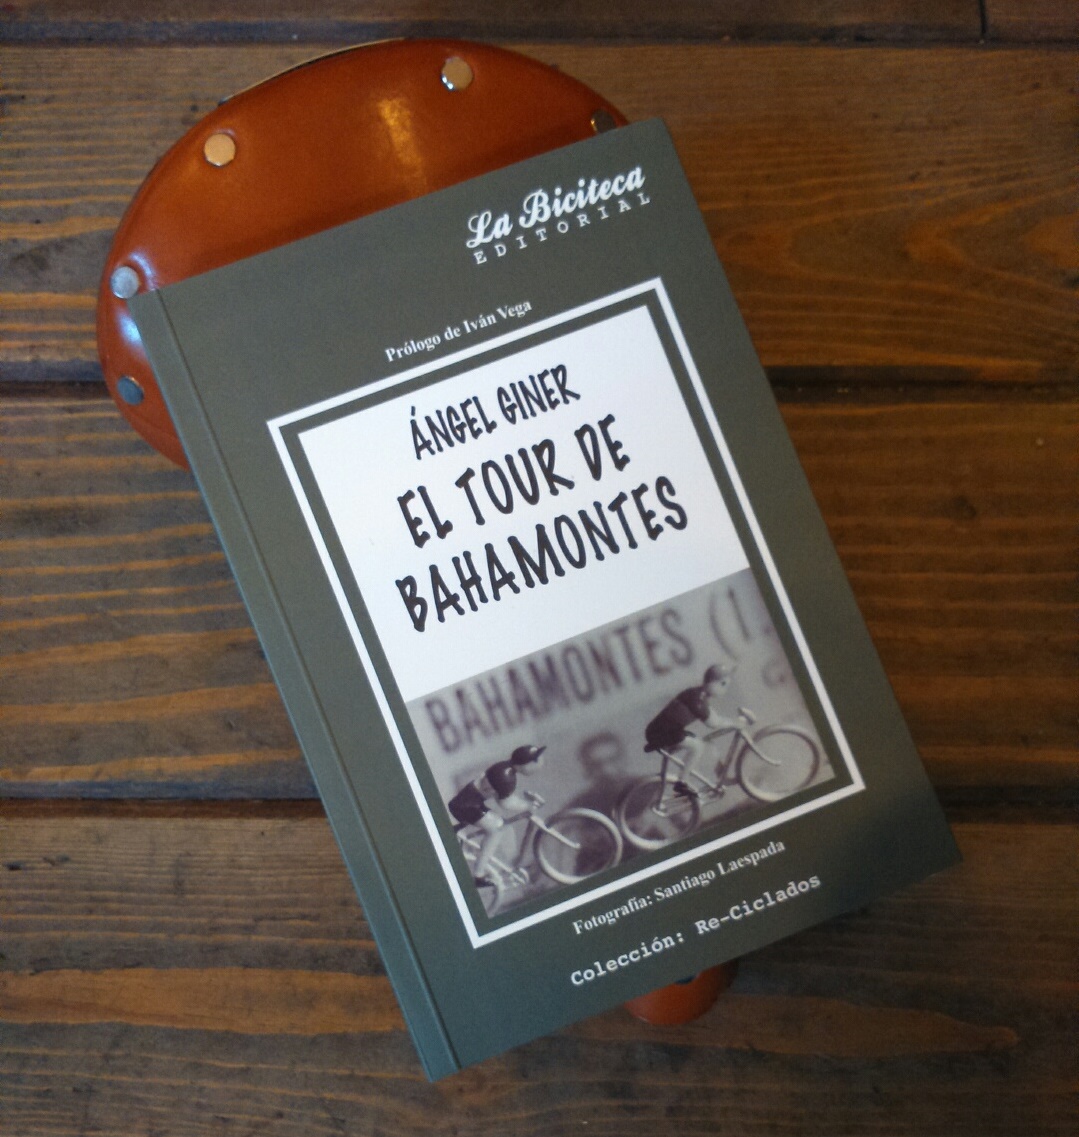 La Biciteca
EDITORIAL
Prólogo de Iván Vega
ÁNGEL GINER
EL TOUR DE
BAHAMONTES
BAHAMONTES (1
Fotografía: Santiago Laespada
Colección: Re-Ciclados